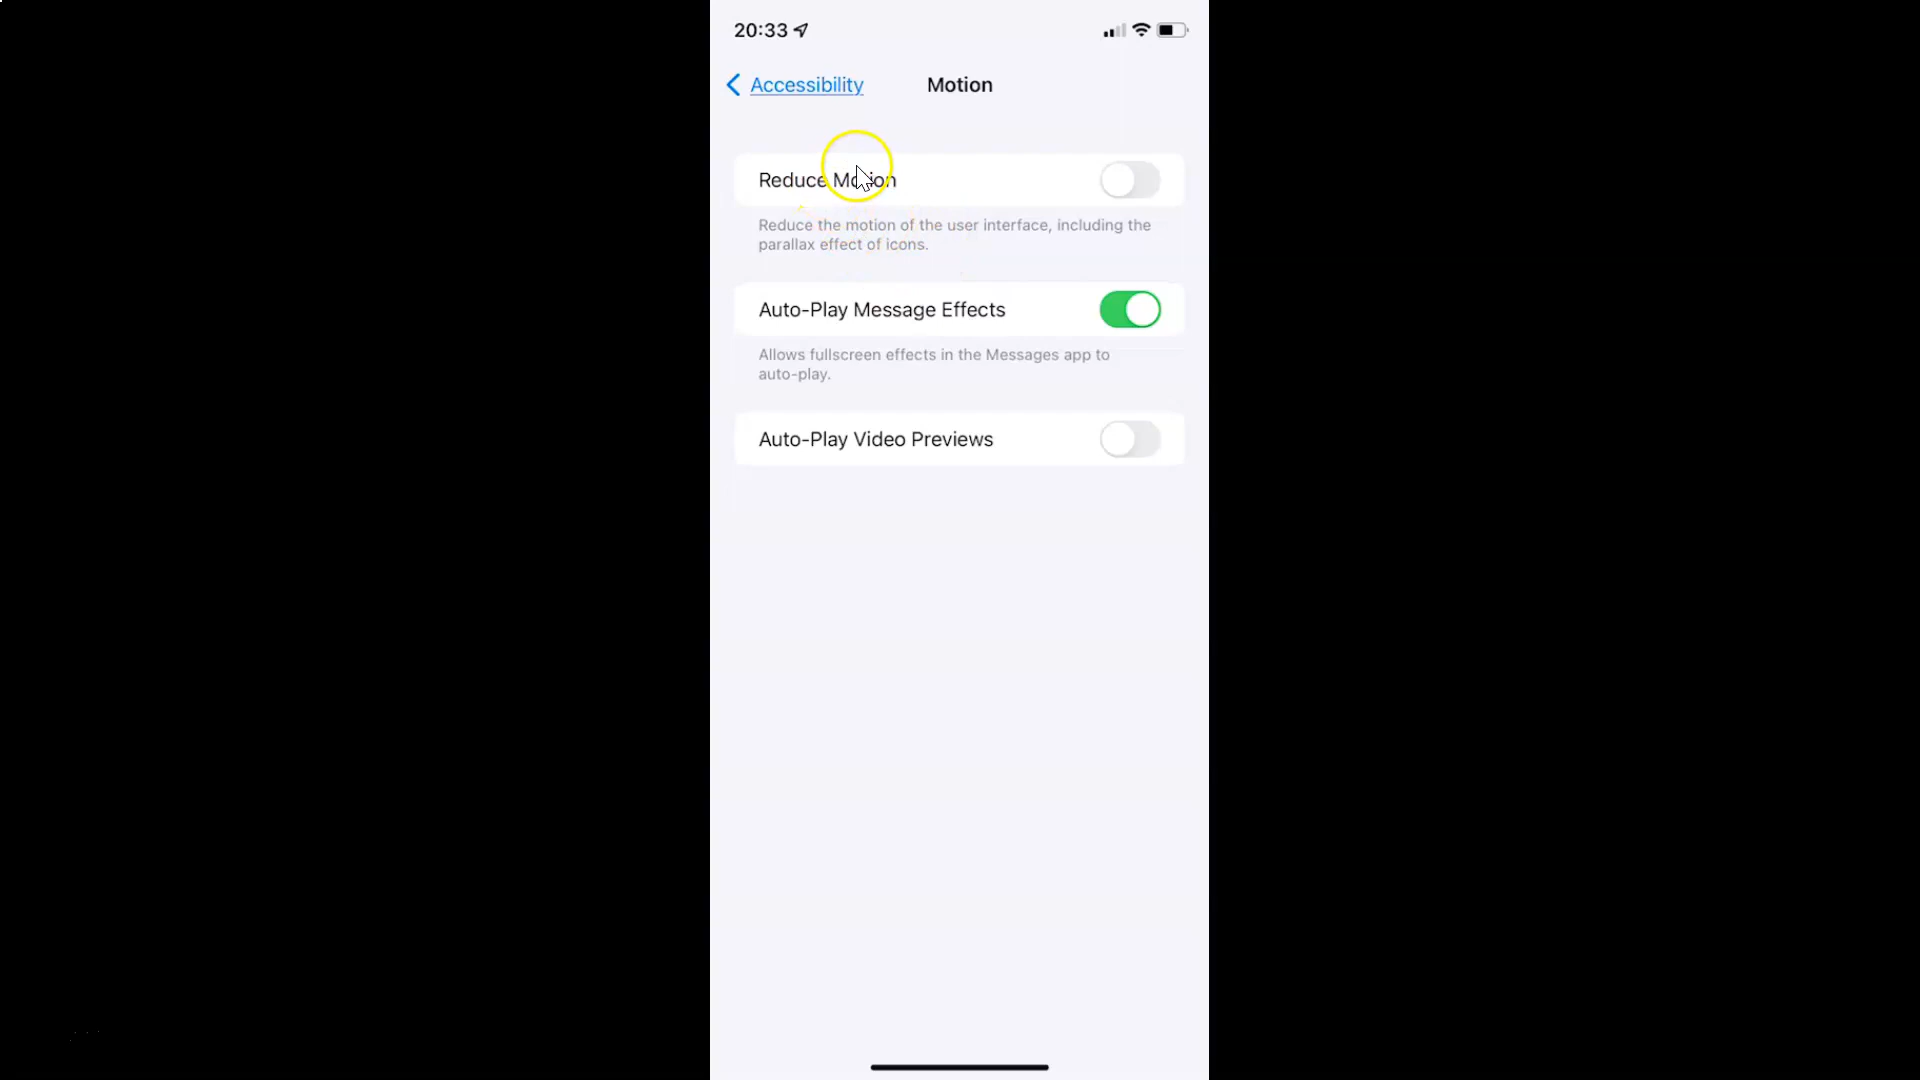 20:33
Accessibility
Motion
Reduce Motion
Reduce the motion of the user interface, including the
parallax effect of icons.
Auto-Play Message Effects
Allows fullscreen effects in the Messages app to
auto-play.
Auto-Play Video Previews